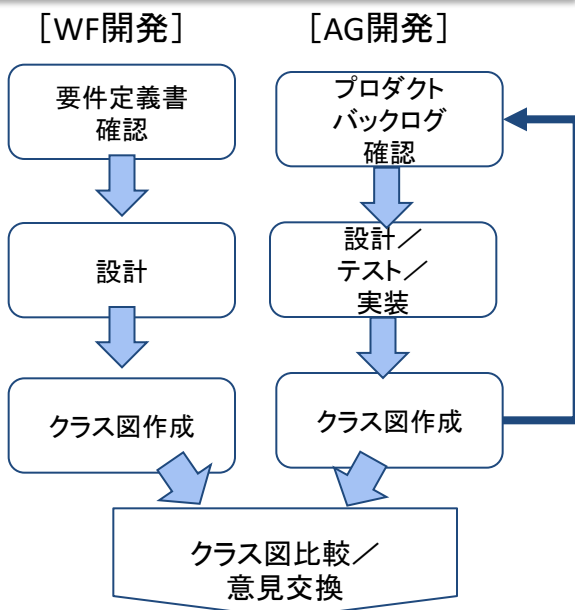 ［WF開発］
要件定義書
確認
設計
クラス図作成
［AG開発］
プロダクト
バックログ
確認
設計／
テスト／
実装
クラス図作成
クラス図比較／
意見交換